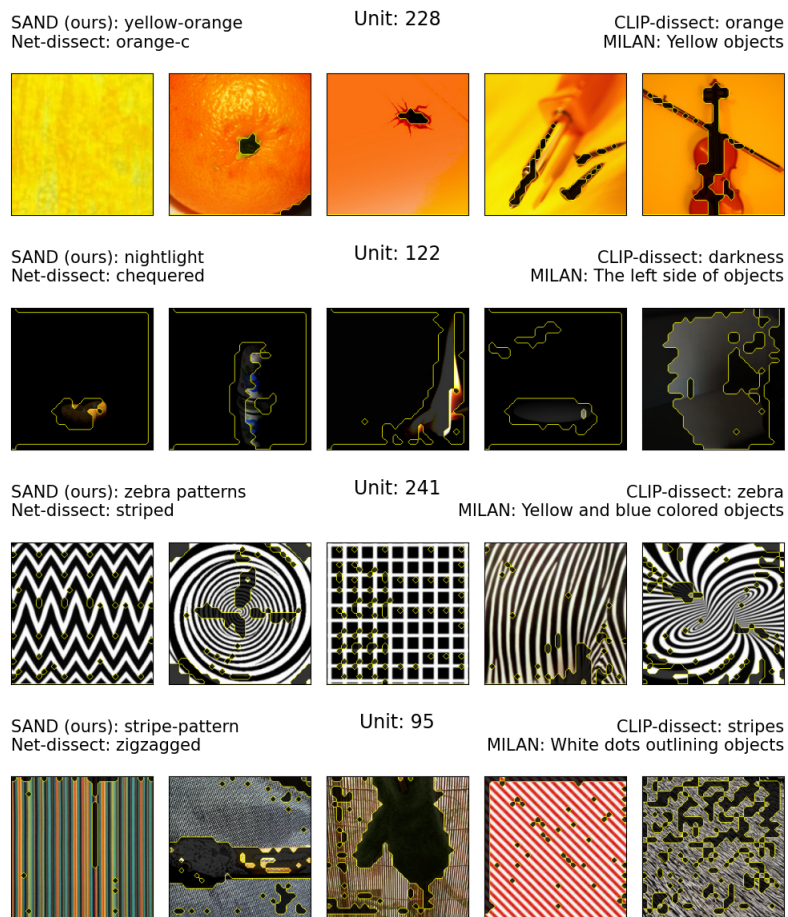 SAND (ours): yellow-orange
Net-dissect: orange-c
Unit: 228
CLIP-dissect: orange
MILAN: Yellow objects
SAND (ours): nightlight
Net-dissect: chequered
Unit: 122
CLIP-dissect: darkness
MILAN: The left side of objects
SAND (ours): zebra patterns
Net-dissect: striped
Unit: 241
CLIP-dissect: zebra
MILAN: Yellow and blue colored objects
SAND (ours): stripe-pattern
Net-dissect: zigzagged
Unit: 95
CLIP-dissect: stripes
MILAN: White dots outlining objects